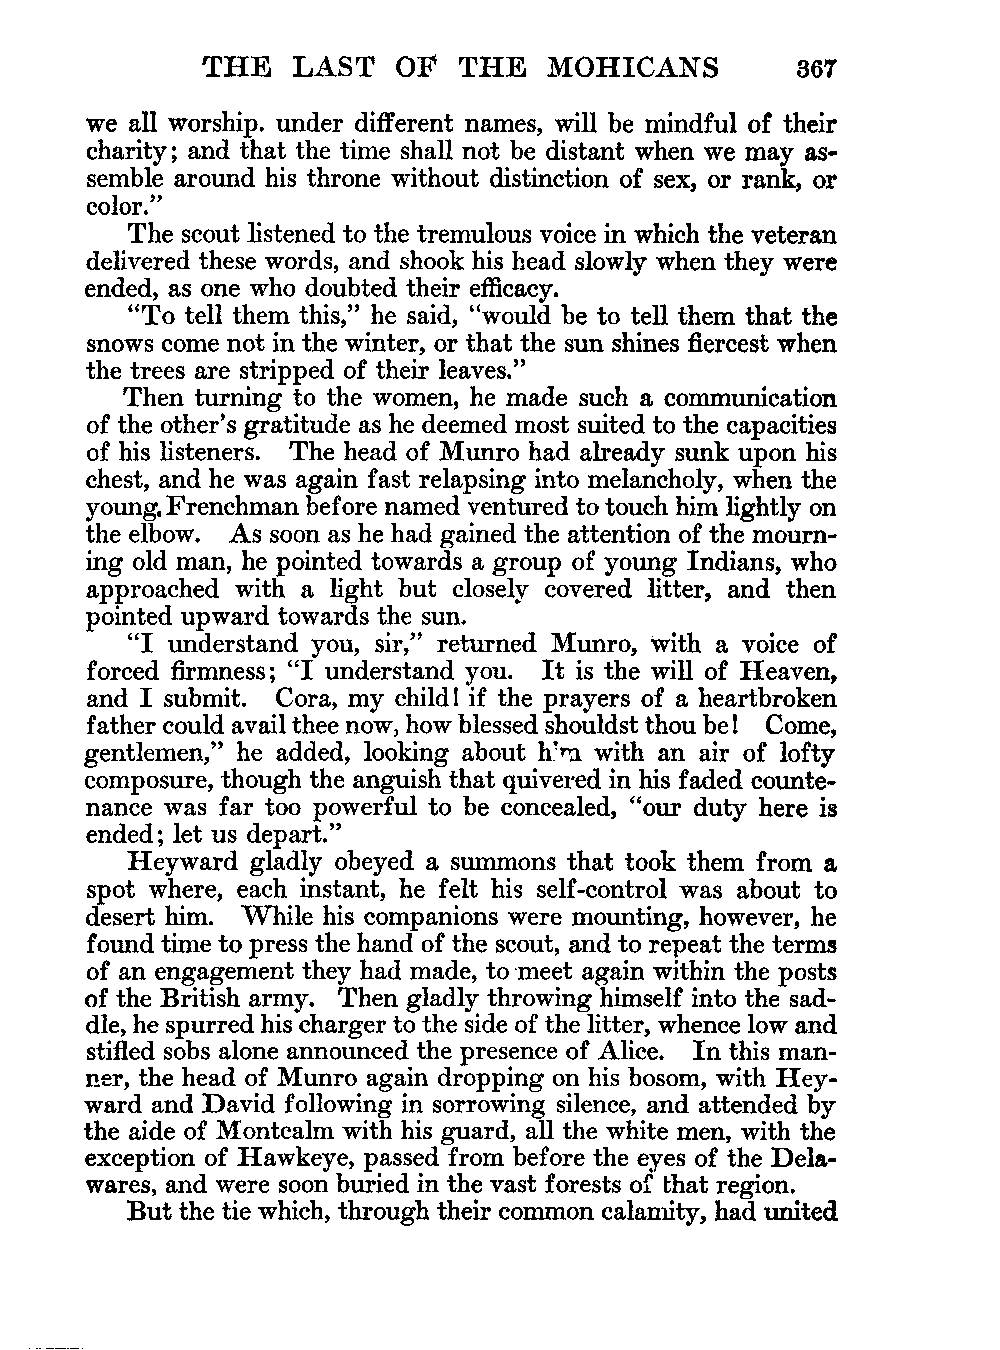 THE LAST OF THE MOHICANS 367
we all worship. under different names, will be mindful of their
charity; and that the time shall not be distant when we may as-
semble around his throne without distinction of sex, or rank, or
color.”
The scout listened to the tremulous voice in which the veteran
delivered these words, and shook his head slowly when they were
ended, as one who doubted their efficacy.
“To tell them this,” he said, “would be to tell them that the
snows come not in the winter, or that the sun shines fiercest when
the trees are stripped of their leaves.”
Then turning to the women, he made such a communication
of the other’s gratitude as he deemed most suited to the capacities
of his listeners. The head of Munro had already sunk upon his
chest, and he was again fast relapsing into melancholy, when the
young Frenchman before named ventured to touch him lightly on
the elbow. As soon as he had gained the attention of the mourn-
ing old man, he pointed towards a group of young Indians, who
approached with a light but closely covered litter, and then
pointed upward towards the sun.
“I understand you, sir,” returned Munro, with a voice of
forced firmness; “I understand you. It is the will of Heaven,
and I submit. Cora, my child! if the prayers of a heartbroken
father could avail thee now, how blessed shouldst thou be! Come,
gentlemen,” he added, looking about him with an air of lofty
composure, though the anguish that quivered in his faded counte-
nance was far too powerful to be concealed, “our duty here is
ended; let us depart.”
Heyward gladly obeyed a summons that took them from a
spot where, each instant, he felt his self-control was about to
desert him. While his companions were mounting, however, he
found time to press the hand of the scout, and to repeat the terms
of an engagement they had made, to meet again within the posts
of the British army. Then gladly throwing himself into the sad-
dle, he spurred his charger to the side of the litter, whence low and
stifled sobs alone announced the presence of Alice. In this man-
ner, the head of Munro again dropping on his bosom, with Hey-
ward and David following in sorrowing silence, and attended by
the aide of Montcalm with his guard, all the white men, with the
exception of Hawkeye, passed from before the eyes of the Dela-
wares, and were soon buried in the vast forests of that region.
But the tie which, through their common calamity, had united